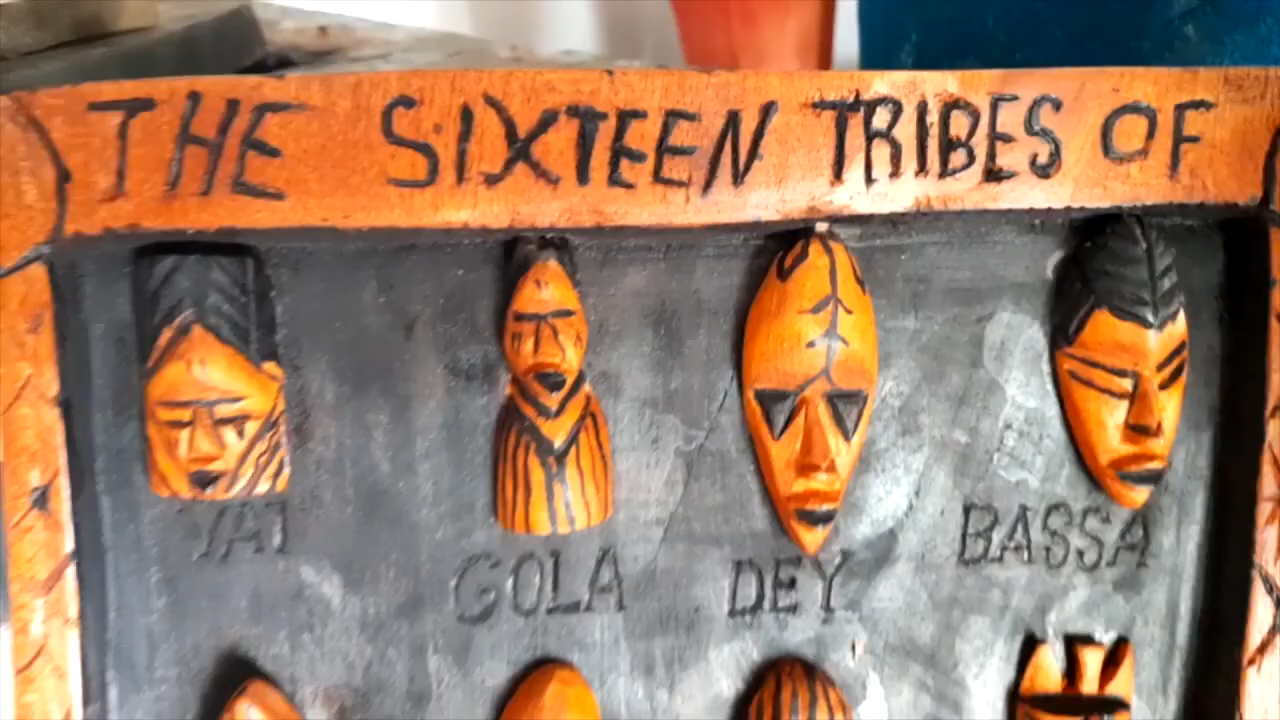 THE SIXTEEN TRIBES OF
VAI
GOLA
DEY
BASSA